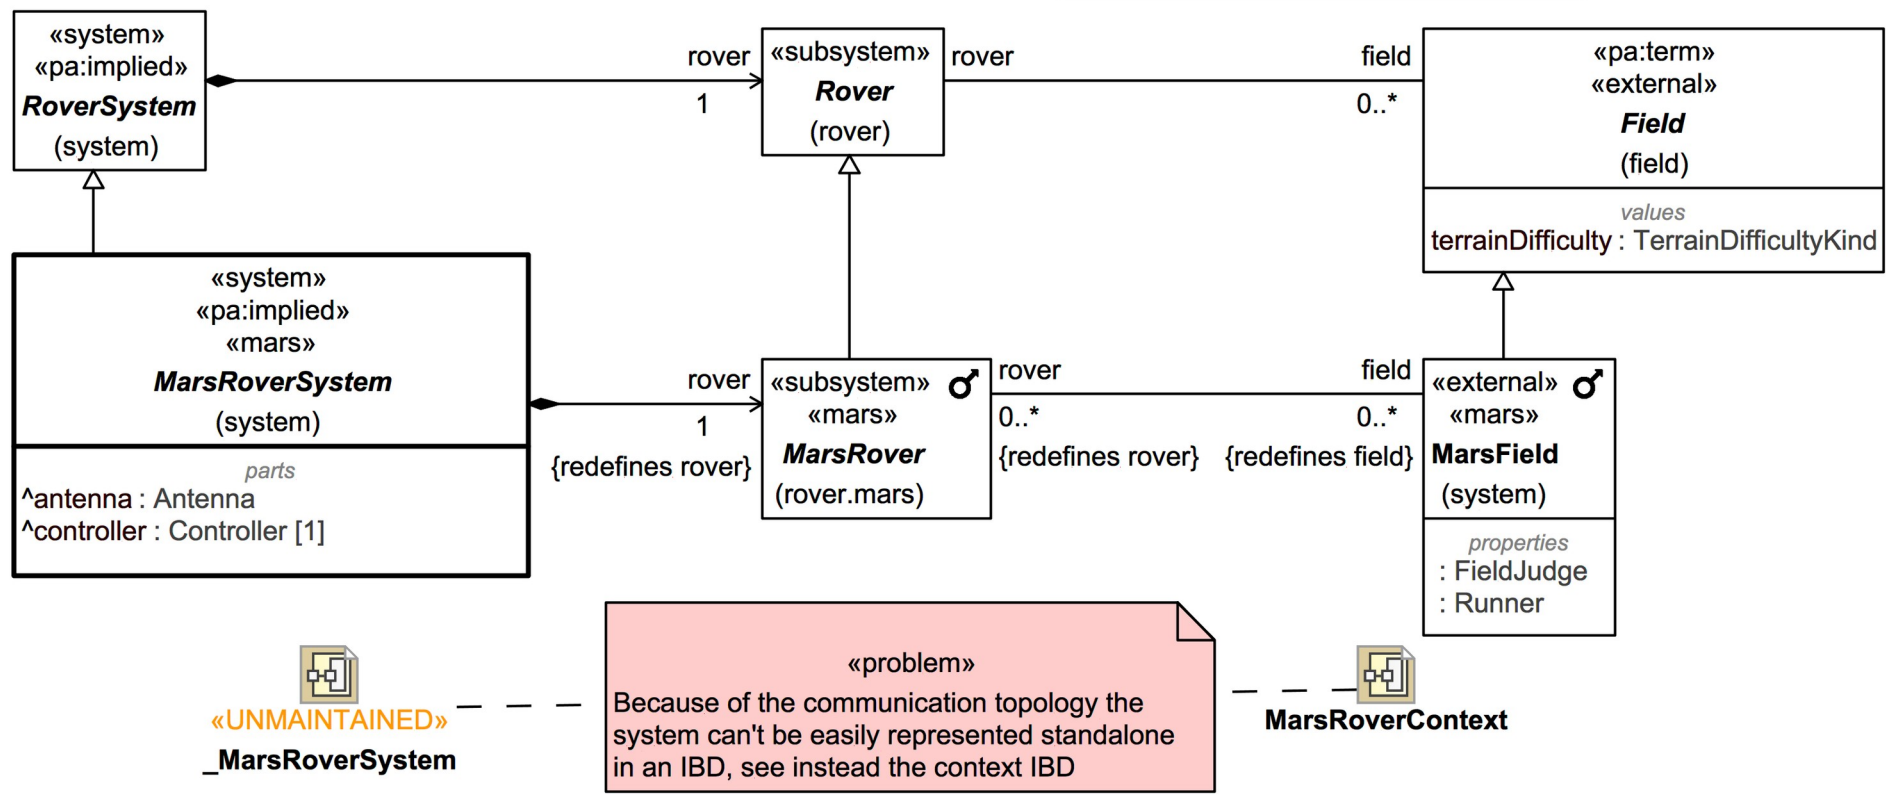 «system»
«pa:implied»
RoverSystem
(system)
rover
1
«subsystem»
Rover
(rover)
rover
field
0..*
«pa:term»
«external»
Field
(field)
values
terrainDifficulty : TerrainDifficultyKind
«system»
«pa:implied»
«mars»
MarsRoverSystem
(system)
parts
^antenna : Antenna
^controller : Controller [1]
rover
1
{redefines rover}
«subsystem»
«mars»
MarsRover
(rover.mars)
rover
0..*
{redefines rover}
field
0..*
{redefines field}
«external»
«mars»
MarsField
(system)
properties
: FieldJudge
: Runner
«UNMAINTAINED»
_MarsRoverSystem
«problem»
Because of the communication topology the
system can't be easily represented standalone
in an IBD, see instead the context IBD
MarsRoverContext